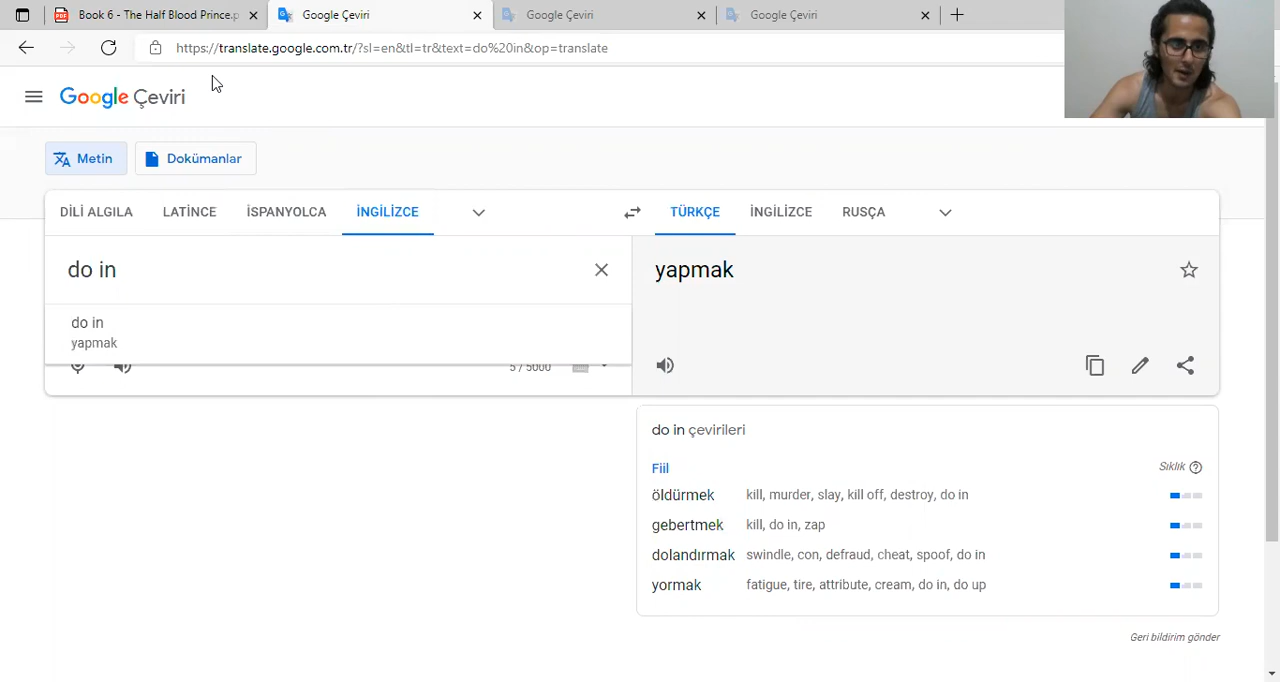 Book 6 - The Half Blood Prince.p
Google Çeviri
Google Çeviri
Google Çeviri
https://translate.google.com.tr/?sl=en&tl=tr&text=do%20in&op=translate
Google Çeviri
Metin
Dokümanlar
DİLİ ALGILA LATİNCE İSPANYOLCA İNGİLİZCE TÜRKÇE İNGİLİZCE RUSÇA
do in
yapmak
do in
yapmak
5 / 5000
do in çevirileri
Fiil Sıklık
öldürmek kill, murder, slay, kill off, destroy, do in
gebertmek kill, do in, zap
dolandırmak swindle, con, defraud, cheat, spoof, do in
yormak fatigue, tire, attribute, cream, do in, do up
Geri bildirim gönder